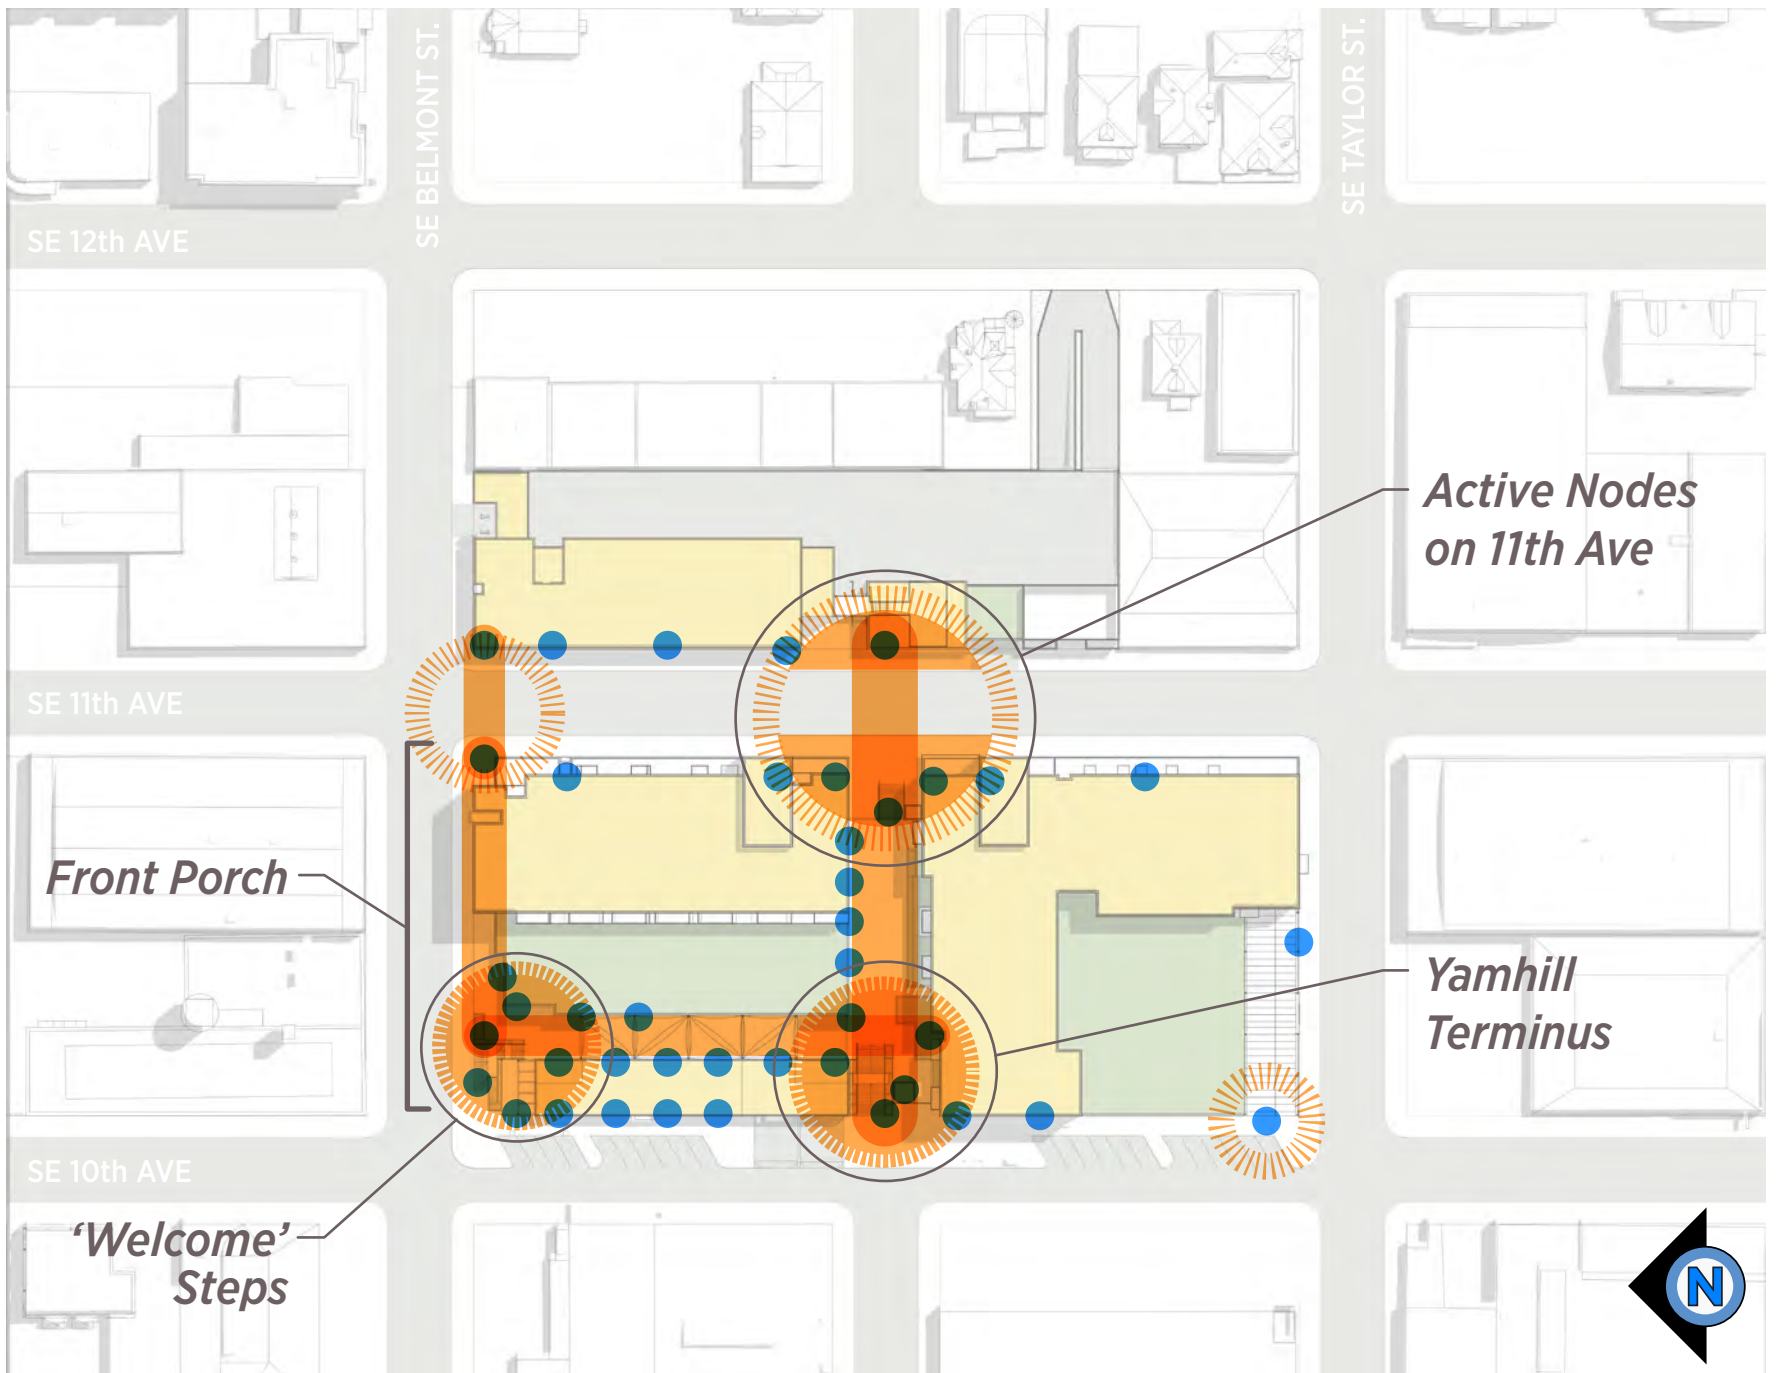 SE BELMONT ST.
SE TAYLOR ST.
SE 12th AVE
Active Nodes
on 11th Ave
SE 11th AVE
Front Porch
Yamhill
Terminus
SE 10th AVE
‘Welcome’
Steps
N